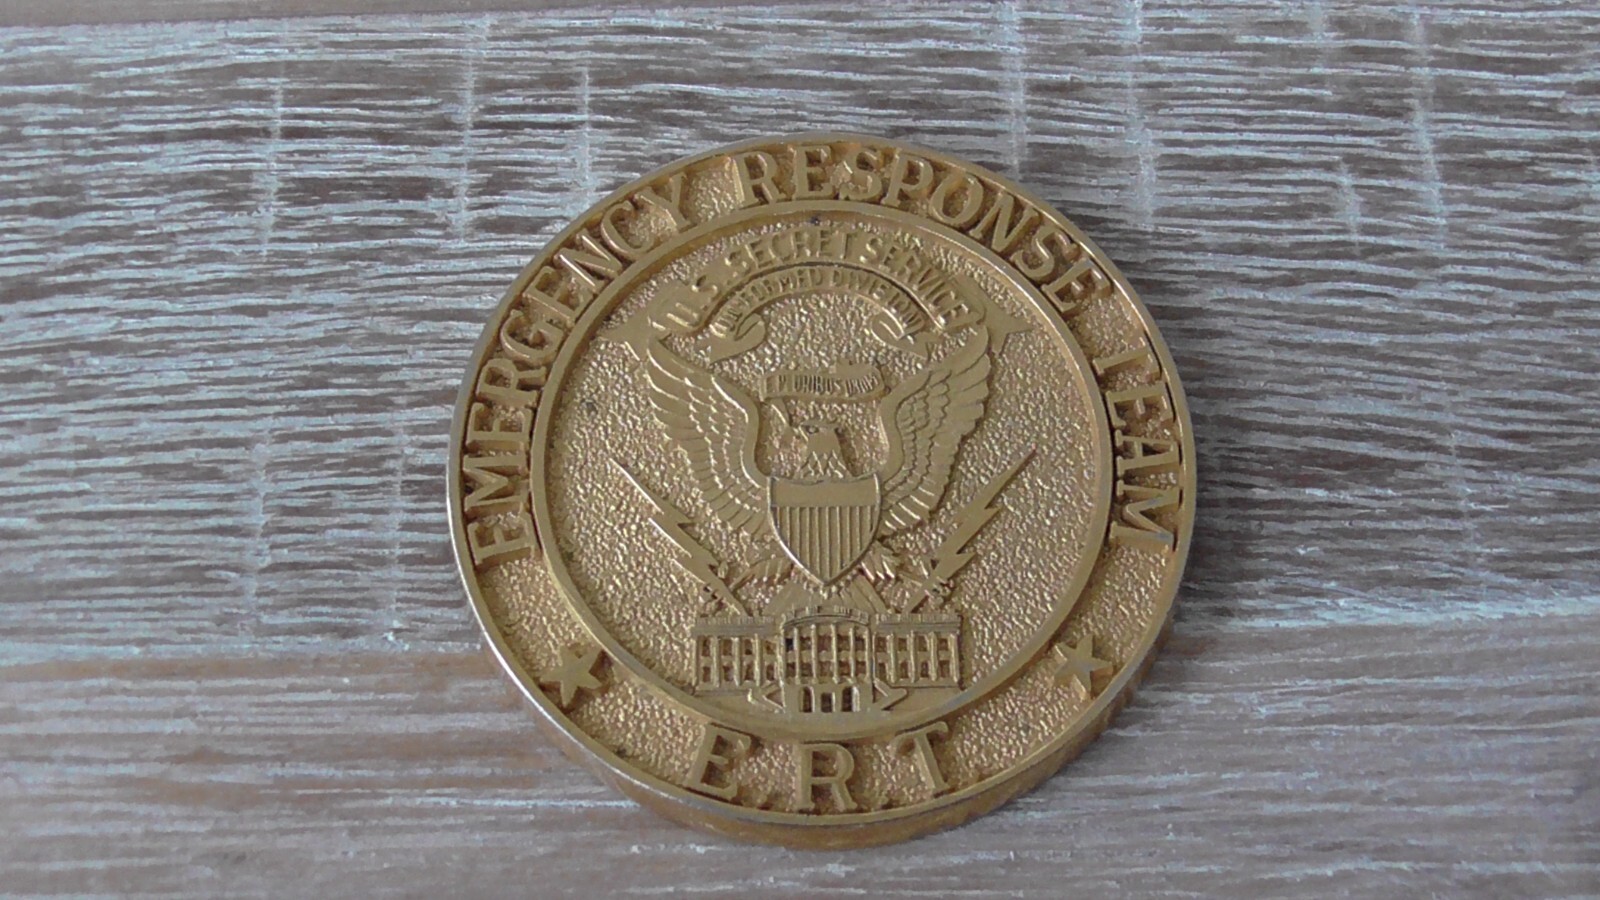 EMERGENCY RESPONSE TEAM
U.S. SECRET SERVICE
UNIFORMED DIVISION
E PLURIBUS UNUM
E.R.T